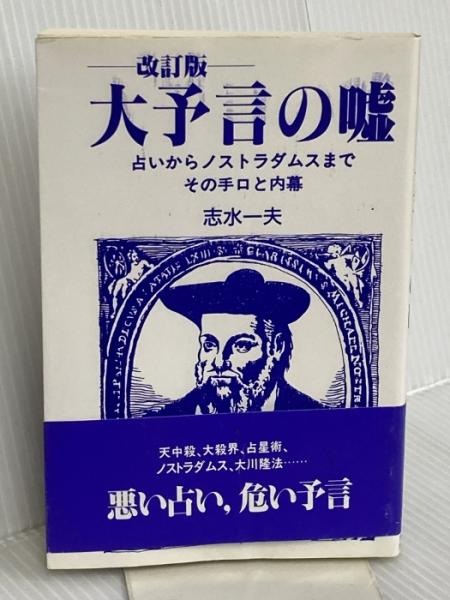 改訂版
大予言の嘘
占いからノストラダムスまで
その手口と内幕
志水一夫
天中殺、大殺界、占星術、
ノストラダムス、大川隆法……
悪い占い，危い予言